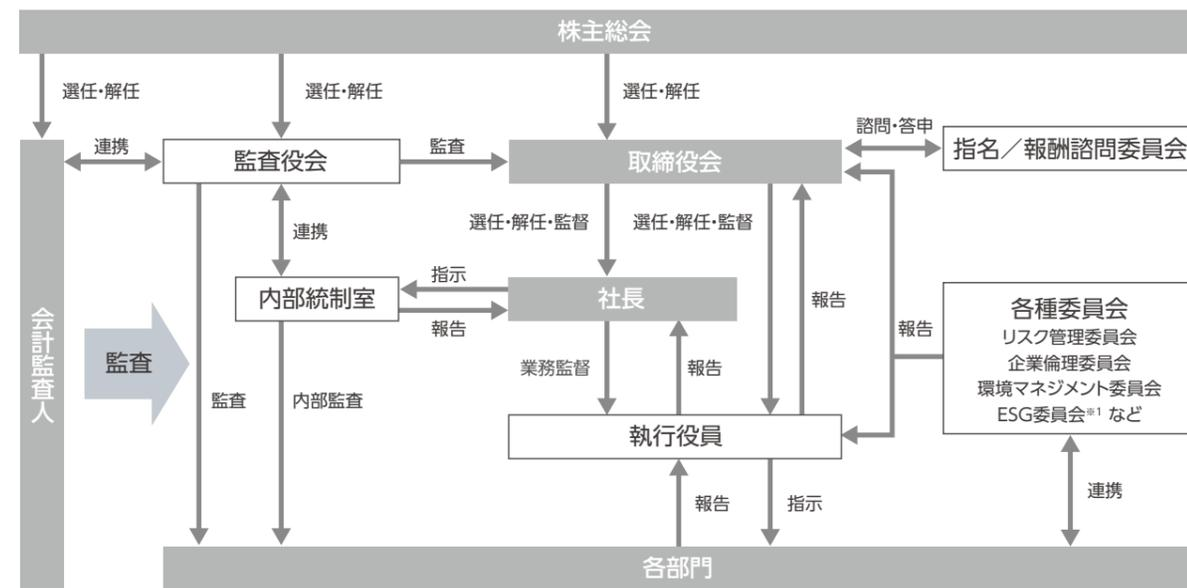 株主総会
選任・解任
選任・解任
選任・解任
諮問・答申
連携
監査役会
監査
取締役会
指名／報酬諮問委員会
選任・解任・監督
選任・解任・監督
連携
指示
内部統制室
社長
報告
報告
報告
各種委員会
リスク管理委員会
企業倫理委員会
環境マネジメント委員会
ESG委員会※1 など
会計監査人
監査
業務監督
報告
監査
内部監査
執行役員
報告
指示
連携
各部門